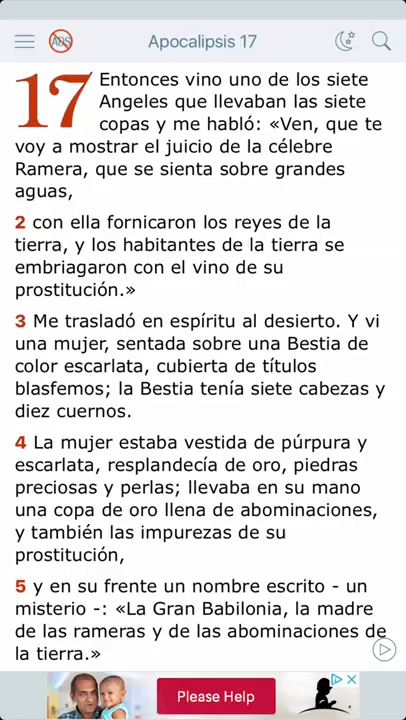 ADS
Apocalipsis 17
17 Entonces vino uno de los siete
Angeles que llevaban las siete
copas y me habló: «Ven, que te
voy a mostrar el juicio de la célebre
Ramera, que se sienta sobre grandes
aguas,
2 con ella fornicaron los reyes de la
tierra, y los habitantes de la tierra se
embriagaron con el vino de su
prostitución.»
3 Me trasladó en espíritu al desierto. Y vi
una mujer, sentada sobre una Bestia de
color escarlata, cubierta de títulos
blasfemos; la Bestia tenía siete cabezas y
diez cuernos.
4 La mujer estaba vestida de púrpura y
escarlata, resplandecía de oro, piedras
preciosas y perlas; llevaba en su mano
una copa de oro llena de abominaciones,
y también las impurezas de su
prostitución,
5 y en su frente un nombre escrito - un
misterio -: «La Gran Babilonia, la madre
de las rameras y de las abominaciones de
la tierra.»
Please Help